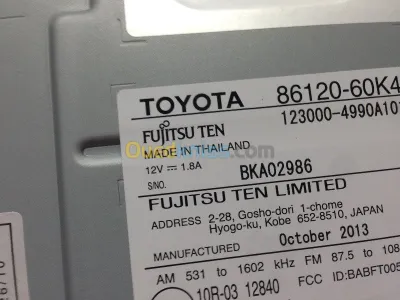 TOYOTA 86120-60K4
FUJITSU TEN 123000-4990A10
MADE IN THAILAND
12V 1.8A
S/NO. BKA02986
FUJITSU TEN LIMITED
ADDRESS 2-28, Gosho-dori 1-chome
Hyogo-ku, Kobe 652-8510, JAPAN
October 2013
AM 531 to 1602 kHz FM 87.5 to 108
10R-03 12840 FCC ID:BABFT005